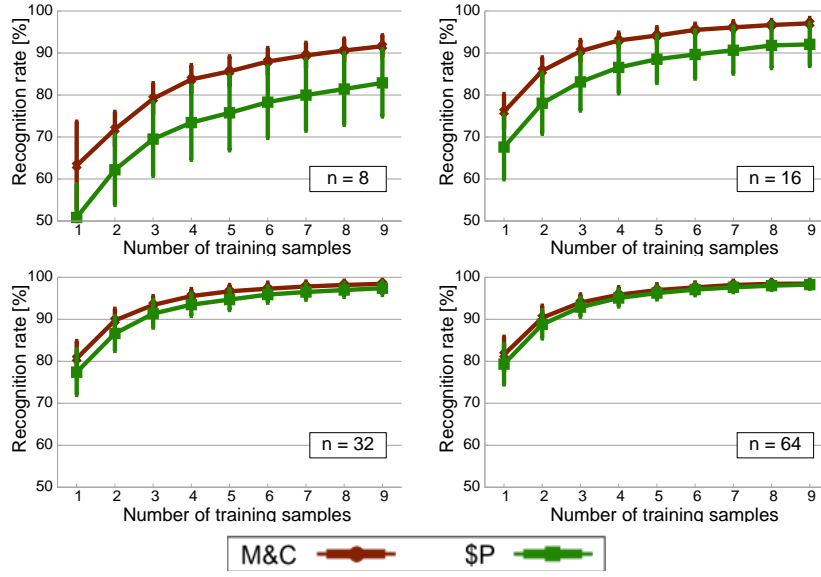 Recognition rate [%]
100
90
80
70
60
50
n = 8
1 2 3 4 5 6 7 8 9
Number of training samples
Recognition rate [%]
100
90
80
70
60
50
n = 16
1 2 3 4 5 6 7 8 9
Number of training samples
Recognition rate [%]
100
90
80
70
60
50
n = 32
1 2 3 4 5 6 7 8 9
Number of training samples
Recognition rate [%]
100
90
80
70
60
50
n = 64
1 2 3 4 5 6 7 8 9
Number of training samples
M&C $P